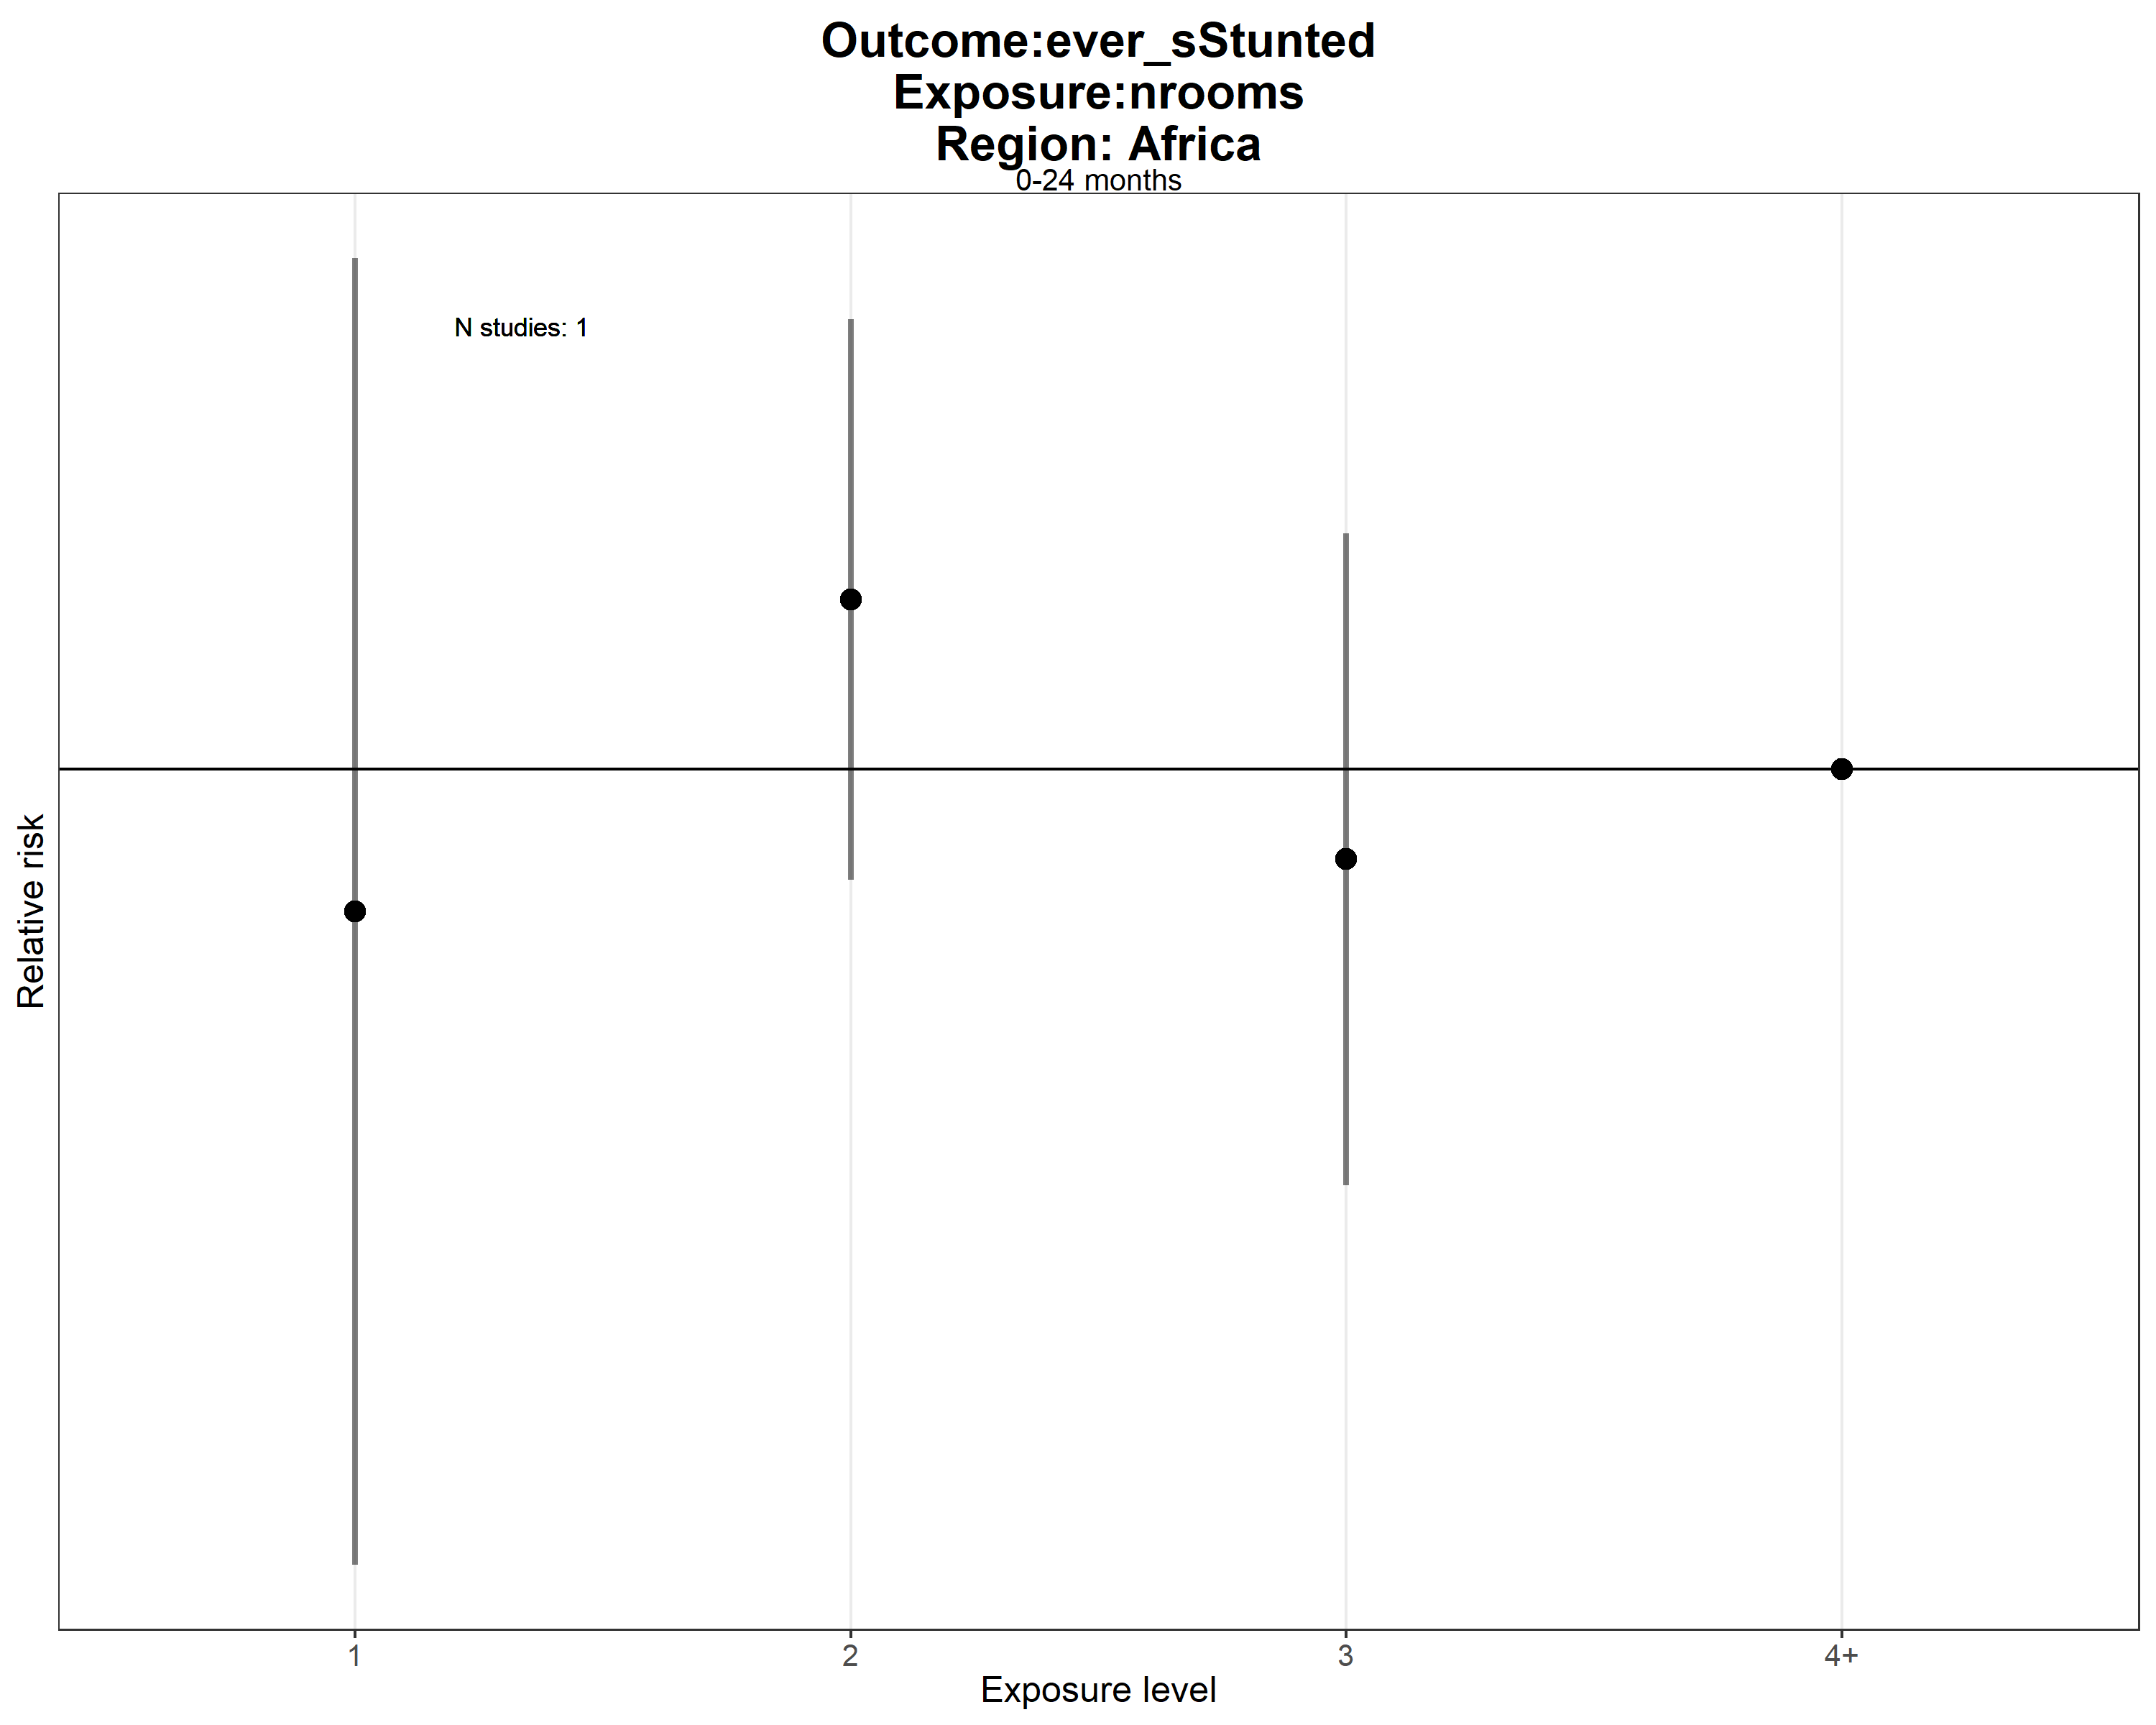 Outcome:ever_sStunted
Exposure:nrooms
Region: Africa
0-24 months
N studies: 1
Relative risk
1
2
3
4+
Exposure level